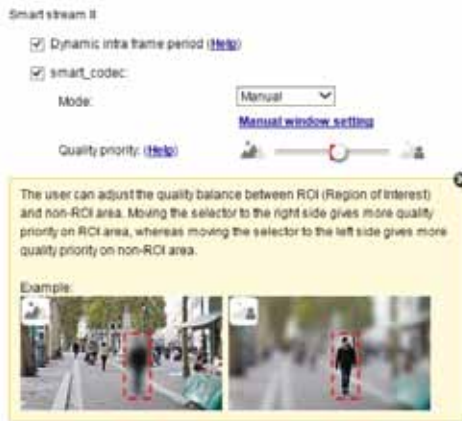 Smart stream II
Dynamic intra frame period (Help)
smart_codec:
Mode: Manual
Manual window setting
Quality priority: (Help)
The user can adjust the quality balance between ROI (Region of Interest)
and non-ROI area. Moving the selector to the right side gives more quality
priority on ROI area, whereas moving the selector to the left side gives more
quality priority on non-ROI area.
Example: